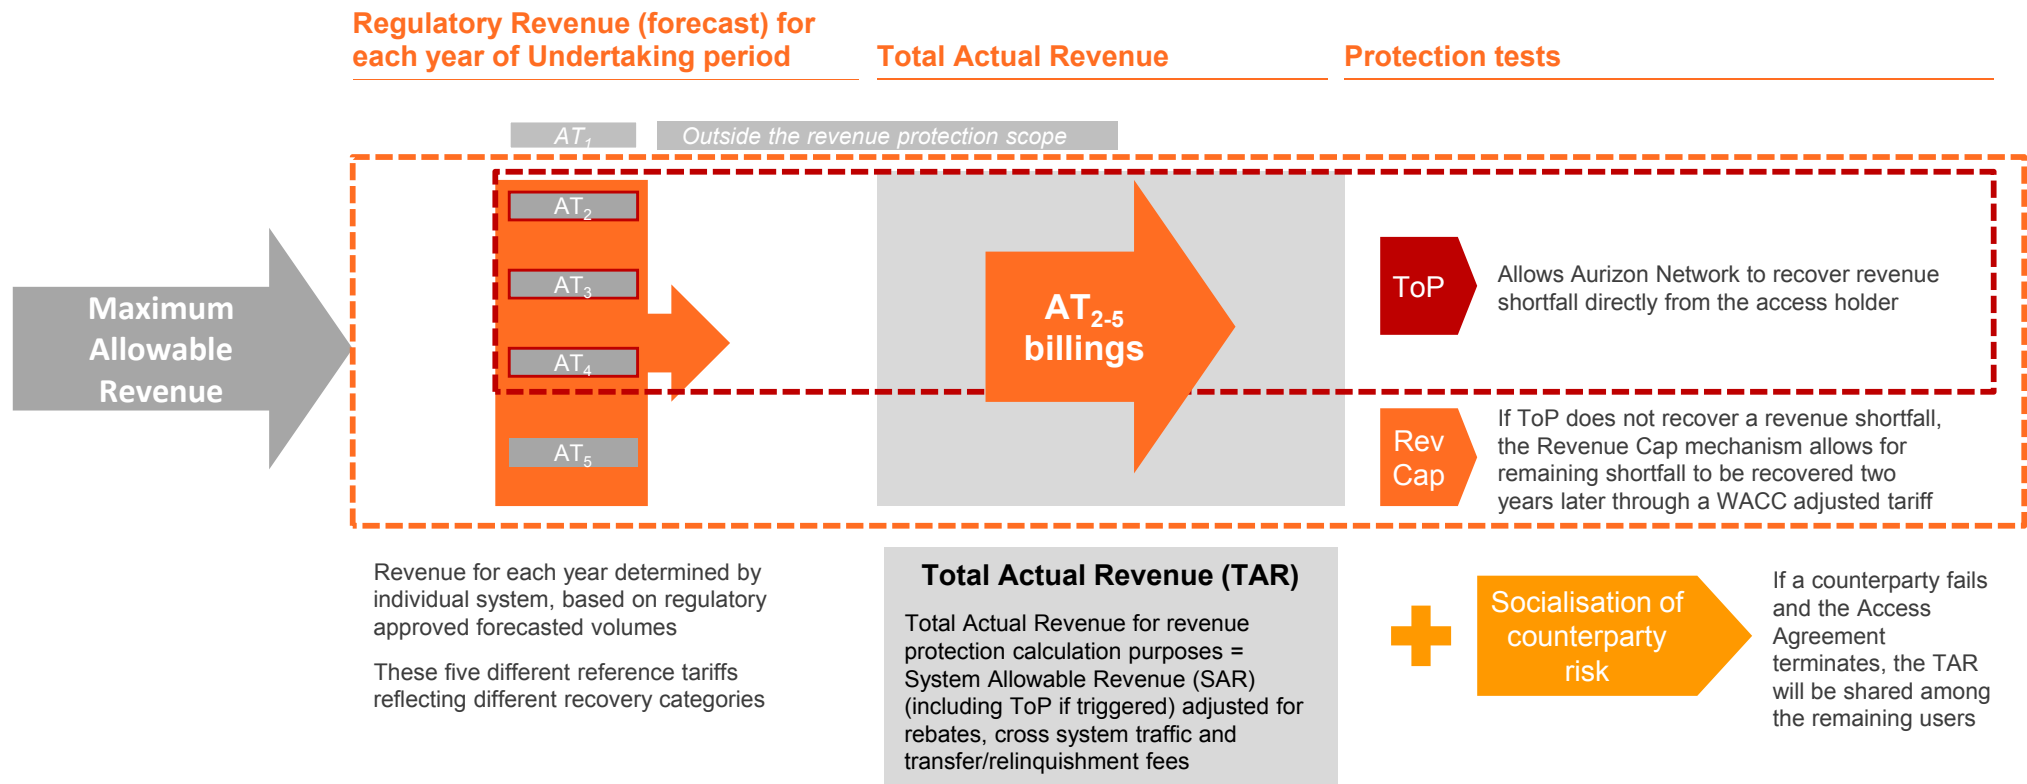 Regulatory Revenue (forecast) for
each year of Undertaking period
Total Actual Revenue
Protection tests
AT1
Outside the revenue protection scope
AT2
AT3
AT4
AT5
Maximum
Allowable
Revenue
AT2-5
billings
ToP
Allows Aurizon Network to recover revenue
shortfall directly from the access holder
Rev
Cap
If ToP does not recover a revenue shortfall,
the Revenue Cap mechanism allows for
remaining shortfall to be recovered two
years later through a WACC adjusted tariff
Revenue for each year determined by
individual system, based on regulatory
approved forecasted volumes
These five different reference tariffs
reflecting different recovery categories
Total Actual Revenue (TAR)
Total Actual Revenue for revenue
protection calculation purposes =
System Allowable Revenue (SAR)
(including ToP if triggered) adjusted for
rebates, cross system traffic and
transfer/relinquishment fees
Socialisation of
counterparty
risk
If a counterparty fails
and the Access
Agreement
terminates, the TAR
will be shared among
the remaining users